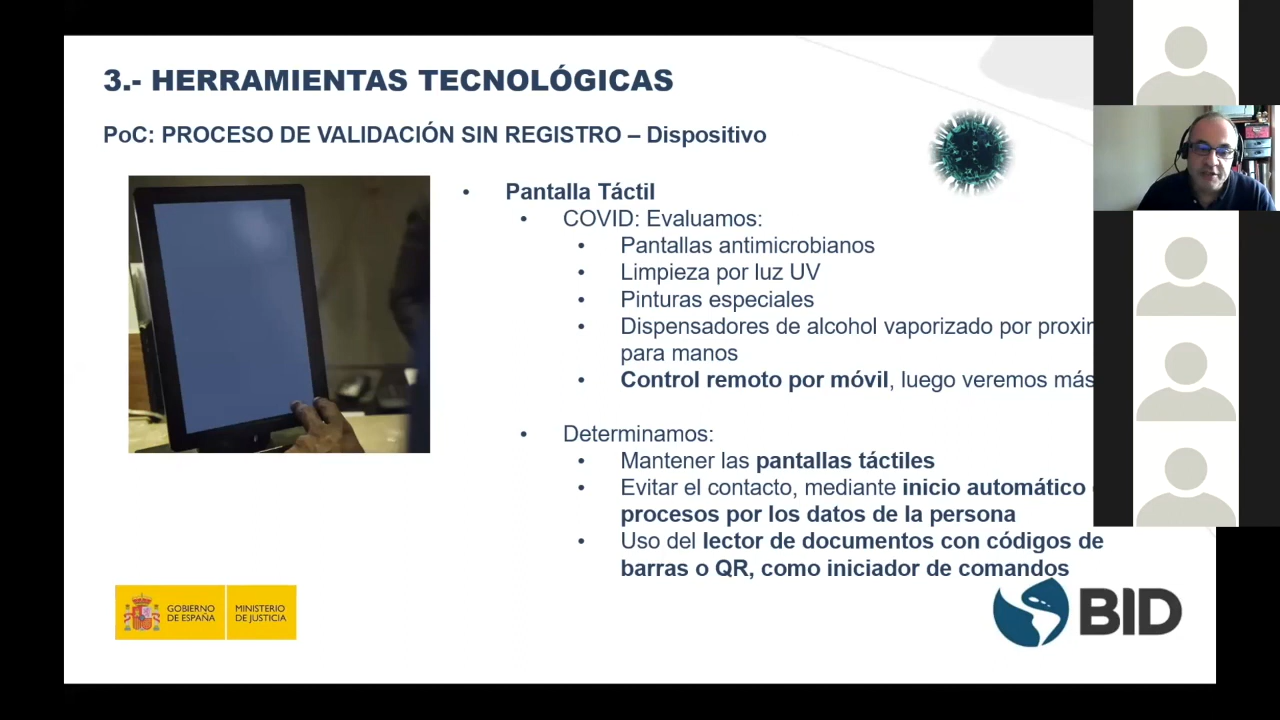 3.- HERRAMIENTAS TECNOLÓGICAS
PoC: PROCESO DE VALIDACIÓN SIN REGISTRO – Dispositivo
• Pantalla Táctil
• COVID: Evaluamos:
• Pantallas antimicrobianos
• Limpieza por luz UV
• Pinturas especiales
• Dispensadores de alcohol vaporizado por
para manos
• Control remoto por móvil, luego veremos más
• Determinamos:
• Mantener las pantallas táctiles
• Evitar el contacto, mediante inicio automático
procesos por los datos de la persona
• Uso del lector de documentos con códigos de
barras o QR, como iniciador de comandos
GOBIERNO
DE ESPAÑA
MINISTERIO
DE JUSTICIA
BID